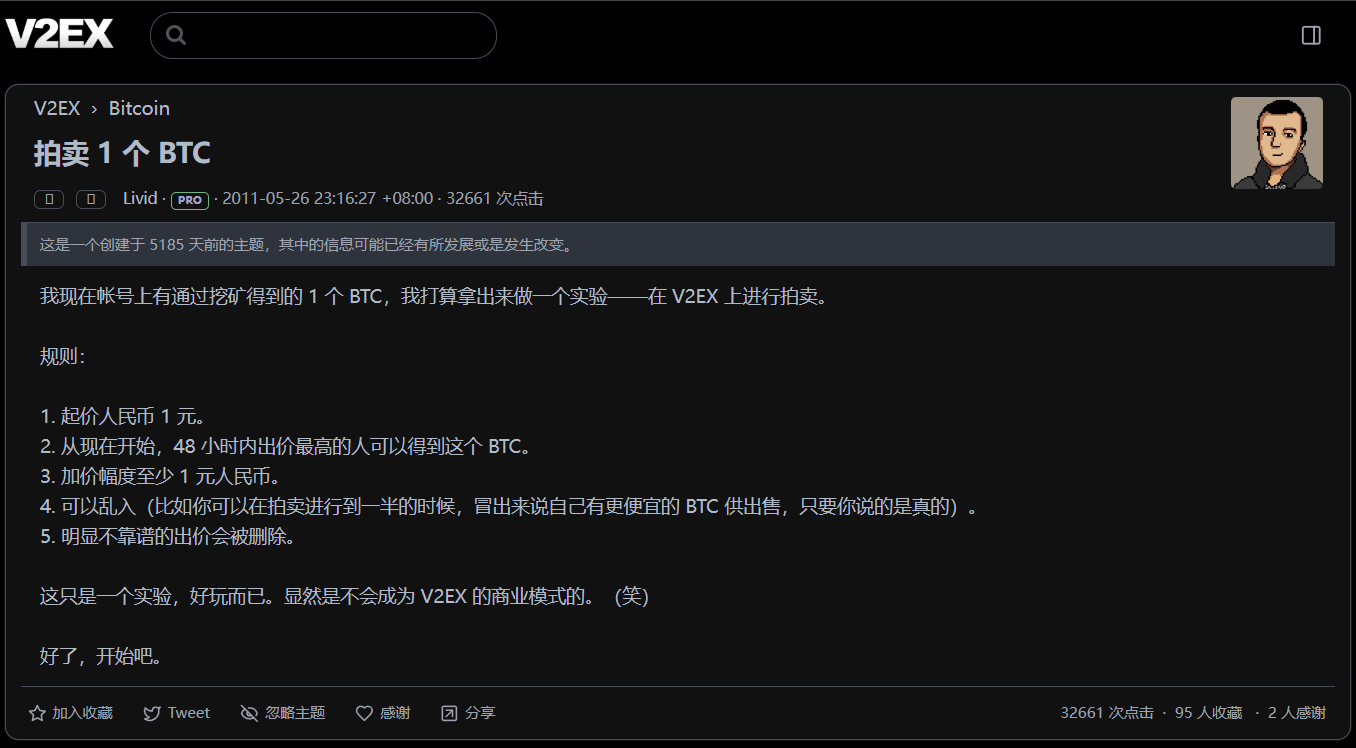 V2EX
V2EX › Bitcoin
拍卖 1 个 BTC
Livid · PRO · 2011-05-26 23:16:27 +08:00 · 32661 次点击
这是一个创建于 5185 天前的主题，其中的信息可能已经有所发展或是发生改变。
我现在帐号上有通过挖矿得到的 1 个 BTC，我打算拿出来做一个实验——在 V2EX 上进行拍卖。
规则：
1. 起价人民币 1 元。
2. 从现在开始，48 小时内出价最高的人可以得到这个 BTC。
3. 加价幅度至少 1 元人民币。
4. 可以乱入（比如你可以在拍卖进行到一半的时候，冒出来说自己有更便宜的 BTC 供出售，只要你说的是真的）。
5. 明显不靠谱的出价会被删除。
这只是一个实验，好玩而已。显然是不会成为 V2EX 的商业模式的。（笑）
好了，开始吧。
加入收藏 Tweet 忽略主题 感谢 分享 32661 次点击 · 95 人收藏 · 2 人感谢